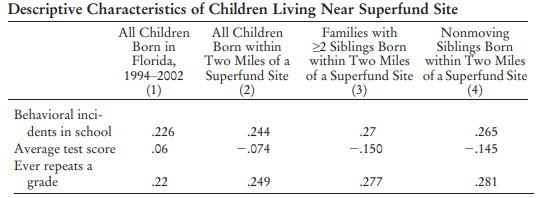 Descriptive Characteristics of Children Living Near Superfund Site
All Children All Children Families with Nonmoving
Born in Born within ≥2 Siblings Born Siblings Born
Florida, Two Miles of a within Two Miles within Two Miles
1994–2002 Superfund Site of a Superfund Site of a Superfund Site
(1) (2) (3) (4)
Behavioral inci-
dents in school .226 .244 .27 .265
Average test score .06 −.074 −.150 −.145
Ever repeats a
grade .22 .249 .277 .281